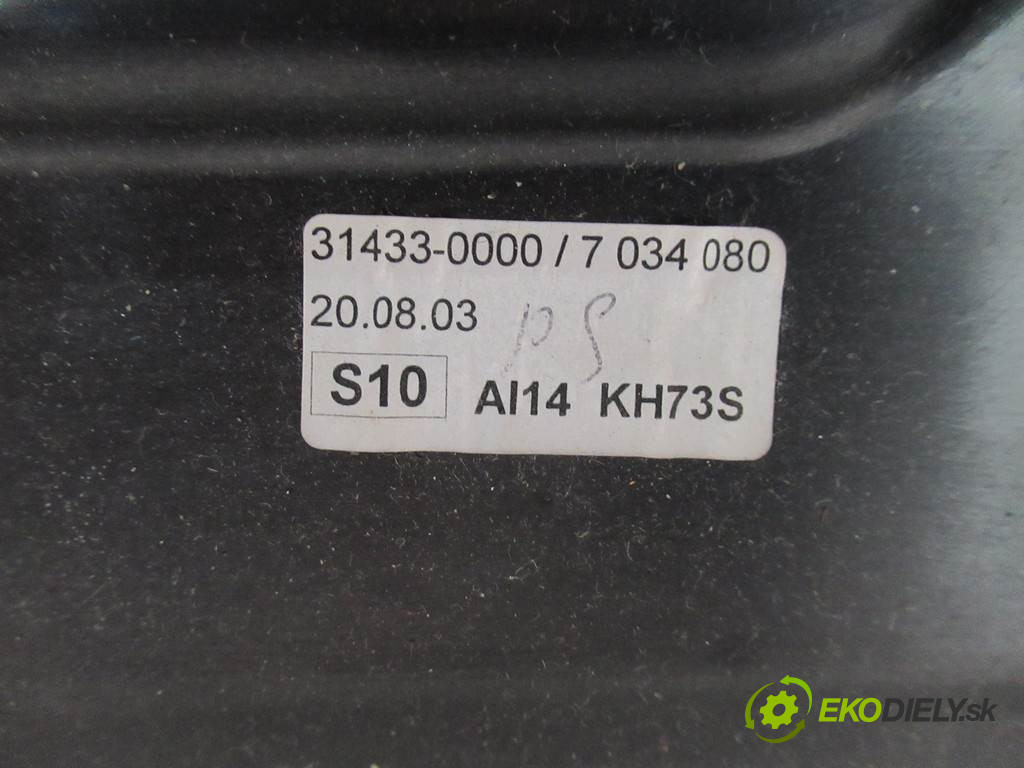 31433-0000 / 7 034 080
20.08.03
S10 AI14 KH73S
EKODIELY.sk